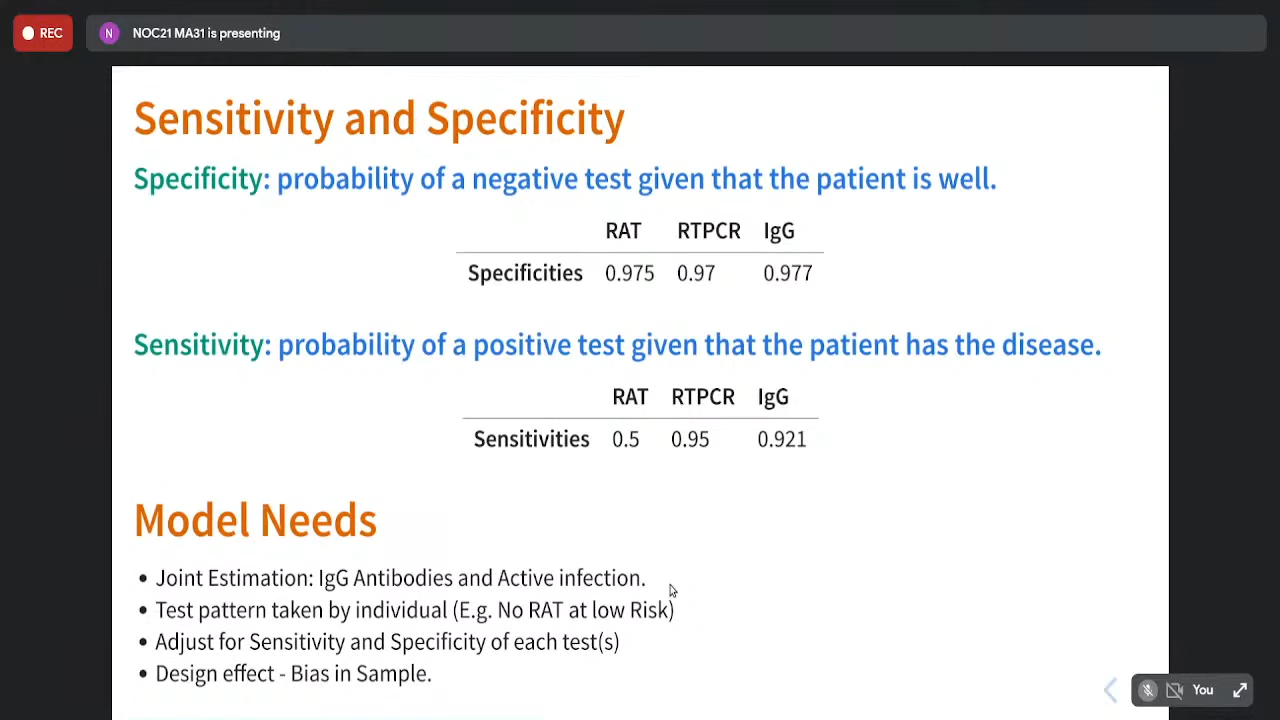 REC
N
NOC21 MA31 is presenting
Sensitivity and Specificity
Specificity: probability of a negative test given that the patient is well.
RAT RTPCR IgG
Specificities 0.975 0.97 0.977
Sensitivity: probability of a positive test given that the patient has the disease.
RAT RTPCR IgG
Sensitivities 0.5 0.95 0.921
Model Needs
• Joint Estimation: IgG Antibodies and Active infection.
• Test pattern taken by individual (E.g. No RAT at low Risk)
• Adjust for Sensitivity and Specificity of each test(s)
• Design effect - Bias in Sample.
You